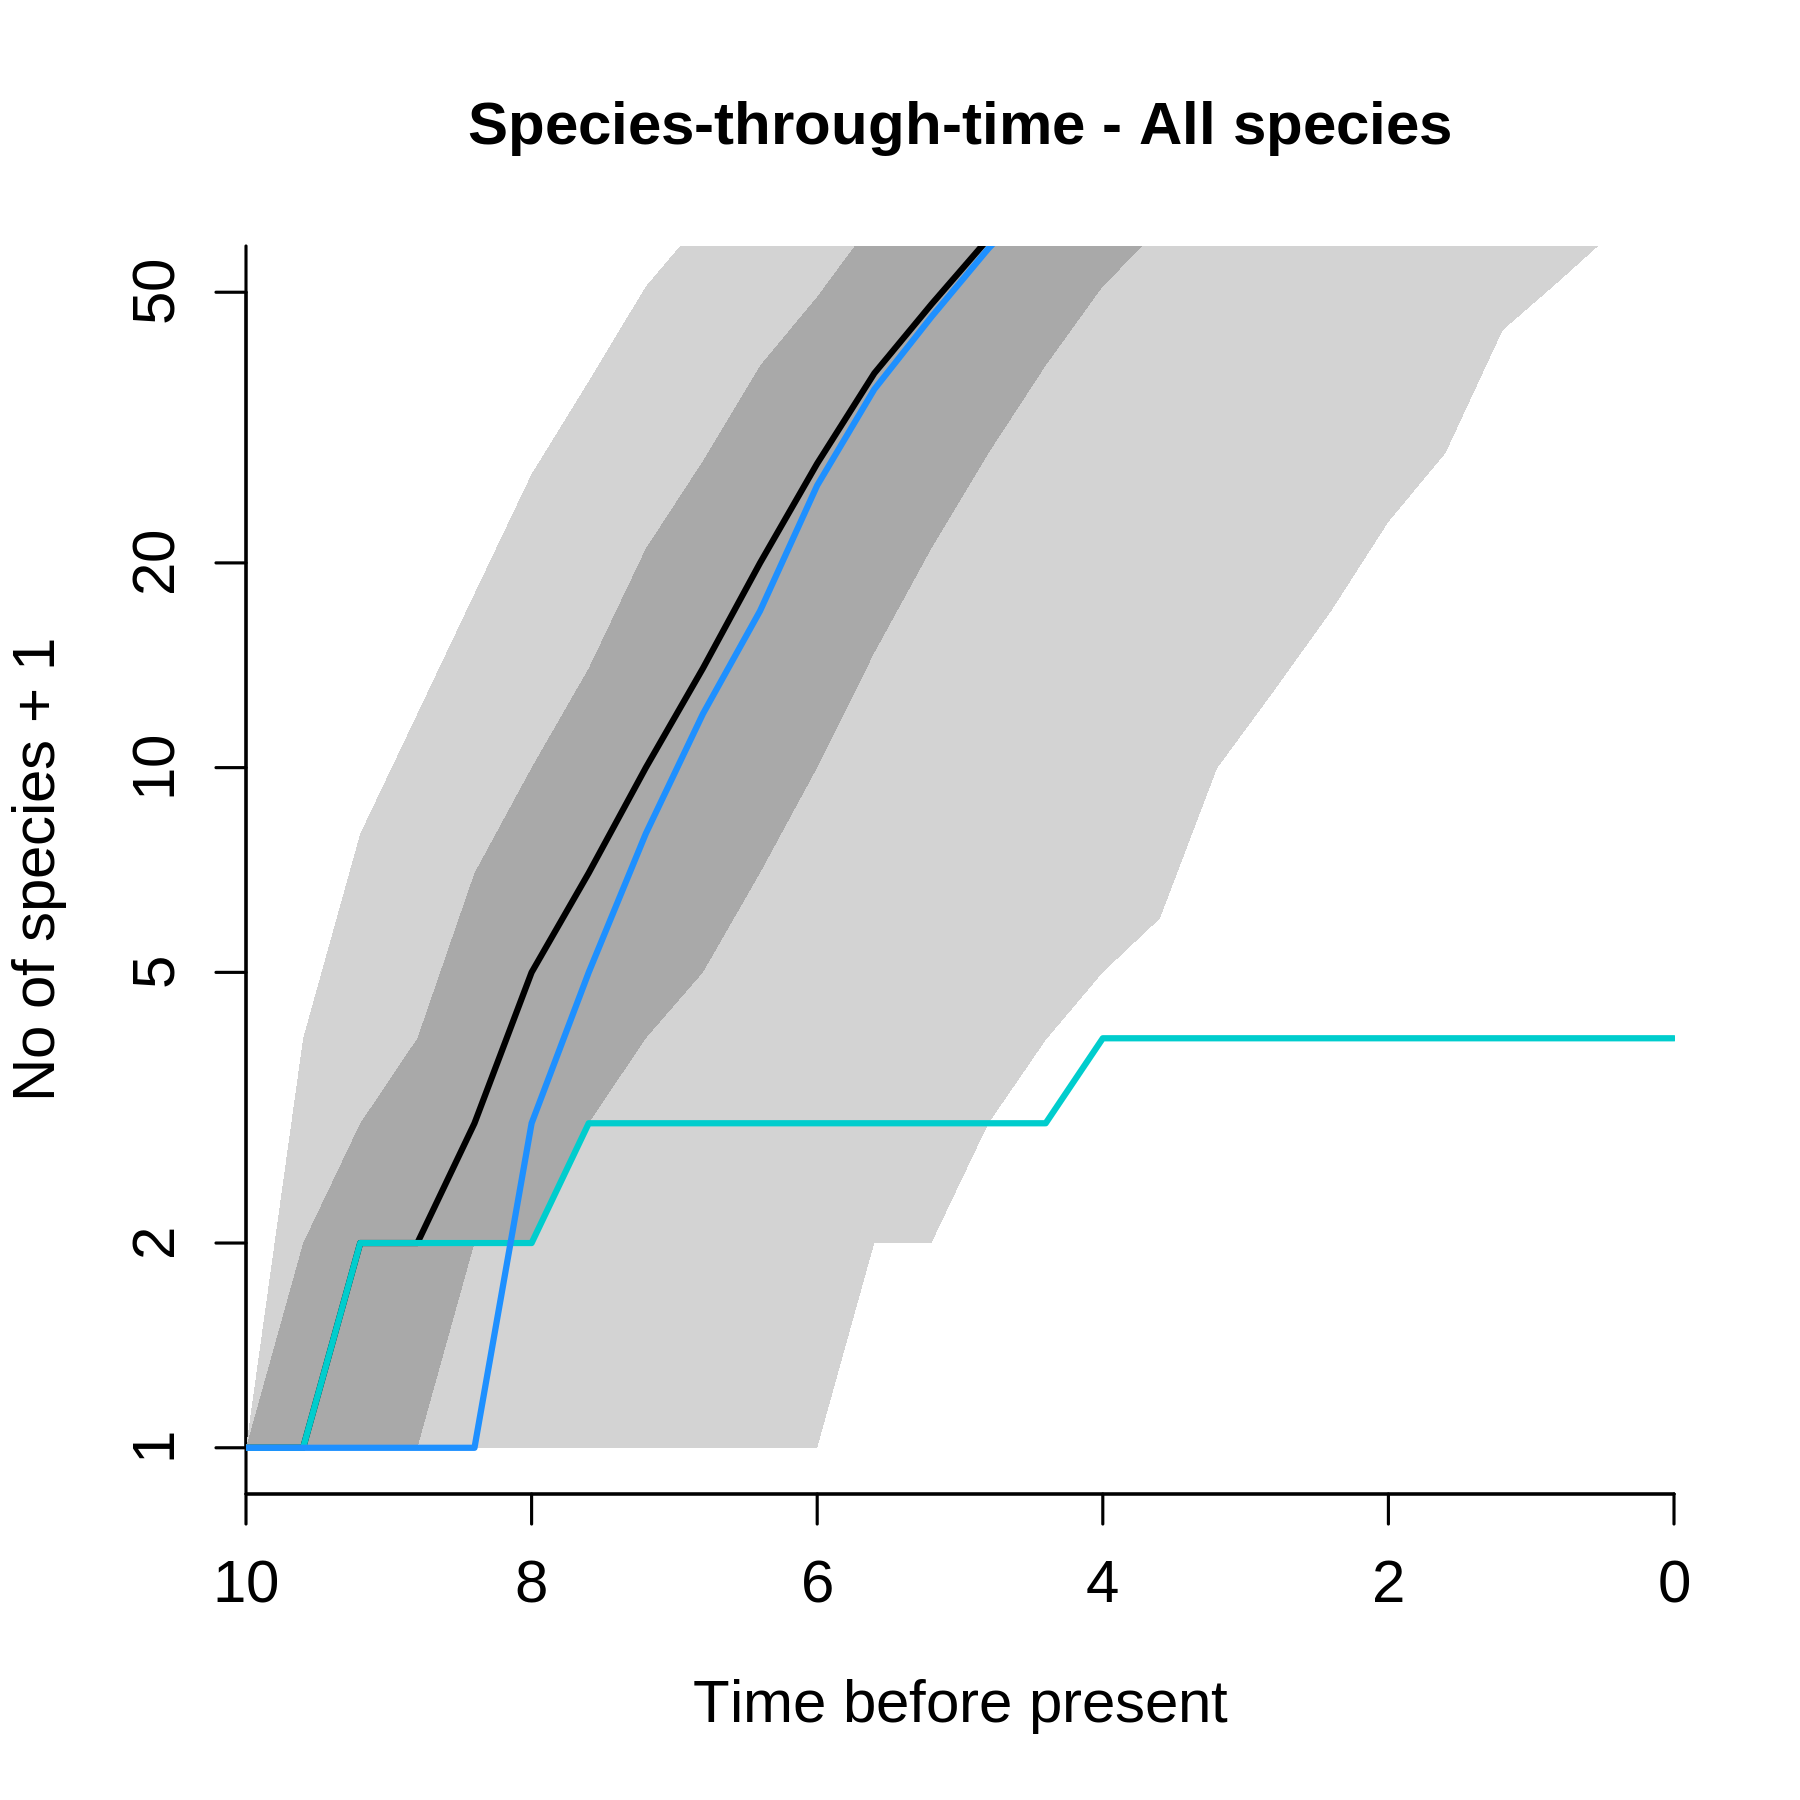 Species-through-time - All species
No of species + 1
50
20
10
5
2
1
10 8 6 4 2 0
Time before present